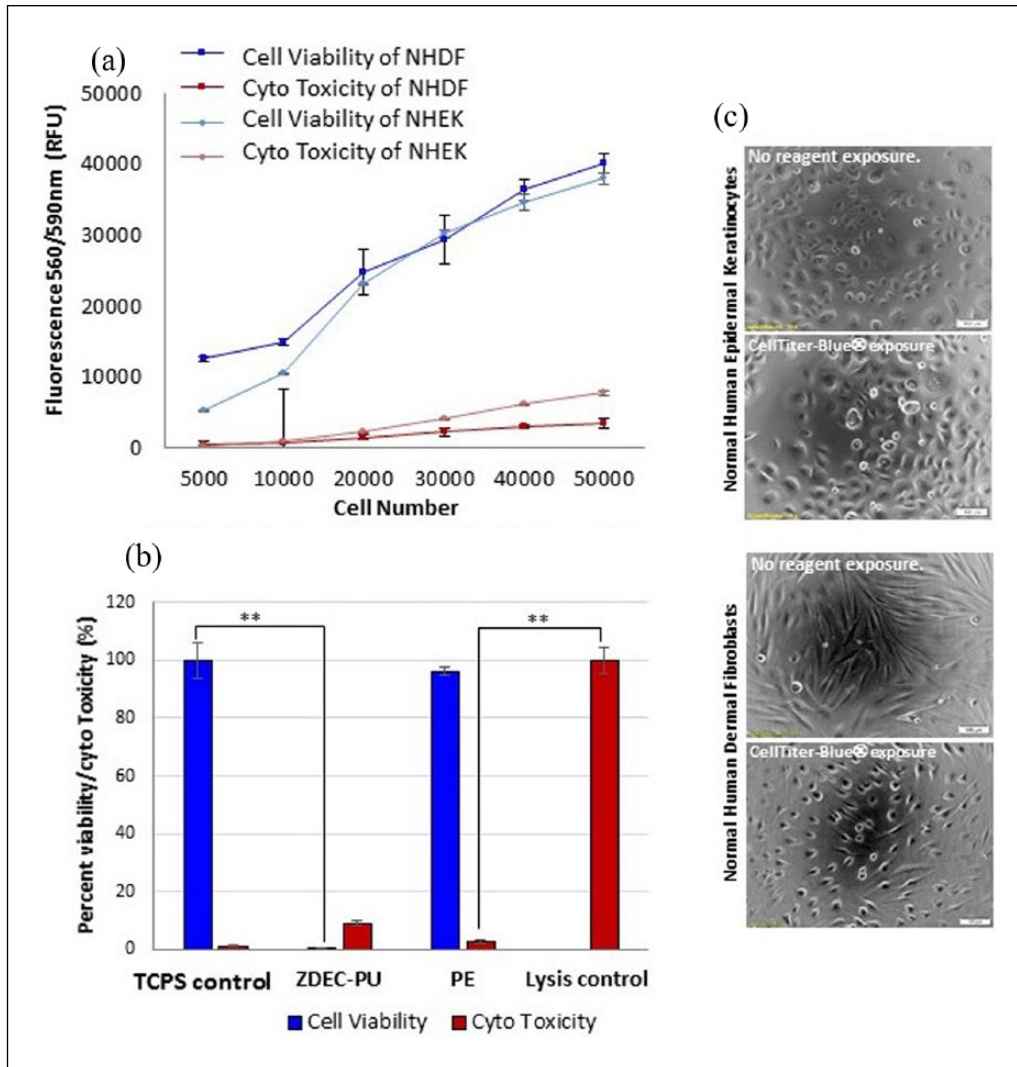 (a)
Cell Viability of NHDF
Cyto Toxicity of NHDF
Cell Viability of NHEK
Cyto Toxicity of NHEK
Fluorescence 560/590nm (RFU)
50000
40000
30000
20000
10000
0
5000 10000 20000 30000 40000 50000
Cell Number
(b)
Percent viability/cyto Toxicity (%)
120
100
80
60
40
20
0
** **
TCPS control ZDEC-PU PE Lysis control
Cell Viability Cyto Toxicity
(c)
Normal Human Epidermal Keratinocytes
No reagent exposure.
CellTiter-Blue® exposure
Normal Human Dermal Fibroblasts
No reagent exposure.
CellTiter-Blue® exposure